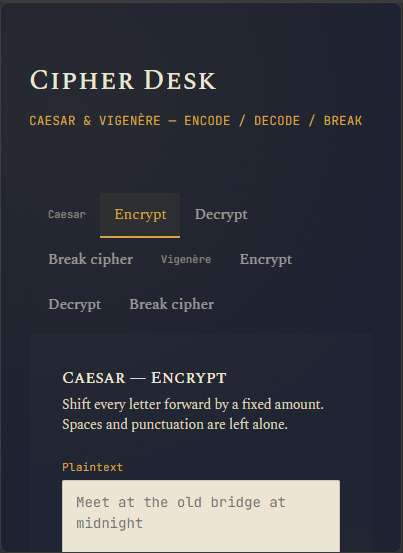 Cipher Desk
CAESAR & VIGENÈRE — ENCODE / DECODE / BREAK
Caesar Encrypt Decrypt
Break cipher Vigenère Encrypt
Decrypt Break cipher
Caesar — Encrypt
Shift every letter forward by a fixed amount.
Spaces and punctuation are left alone.
Plaintext
Meet at the old bridge at
midnight